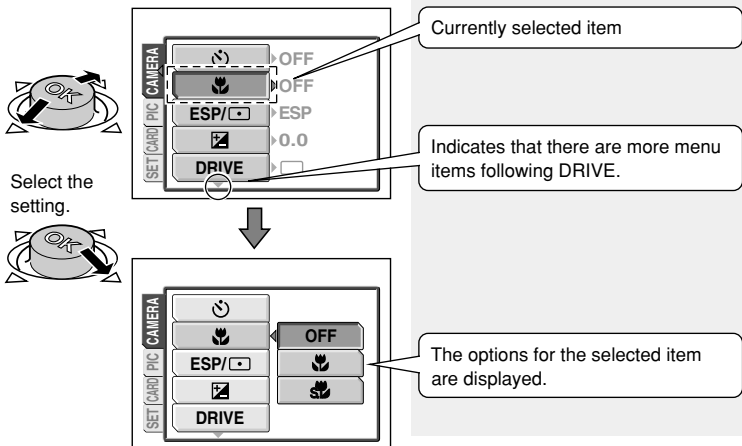 CAMERA
PIC
CARD
SET
OFF
OFF
ESP/ ESP
0.0
DRIVE
Currently selected item
Indicates that there are more menu
items following DRIVE.
OK
Select the
setting.
OK
CAMERA
PIC
CARD
SET
OFF
ESP/
DRIVE
The options for the selected item
are displayed.